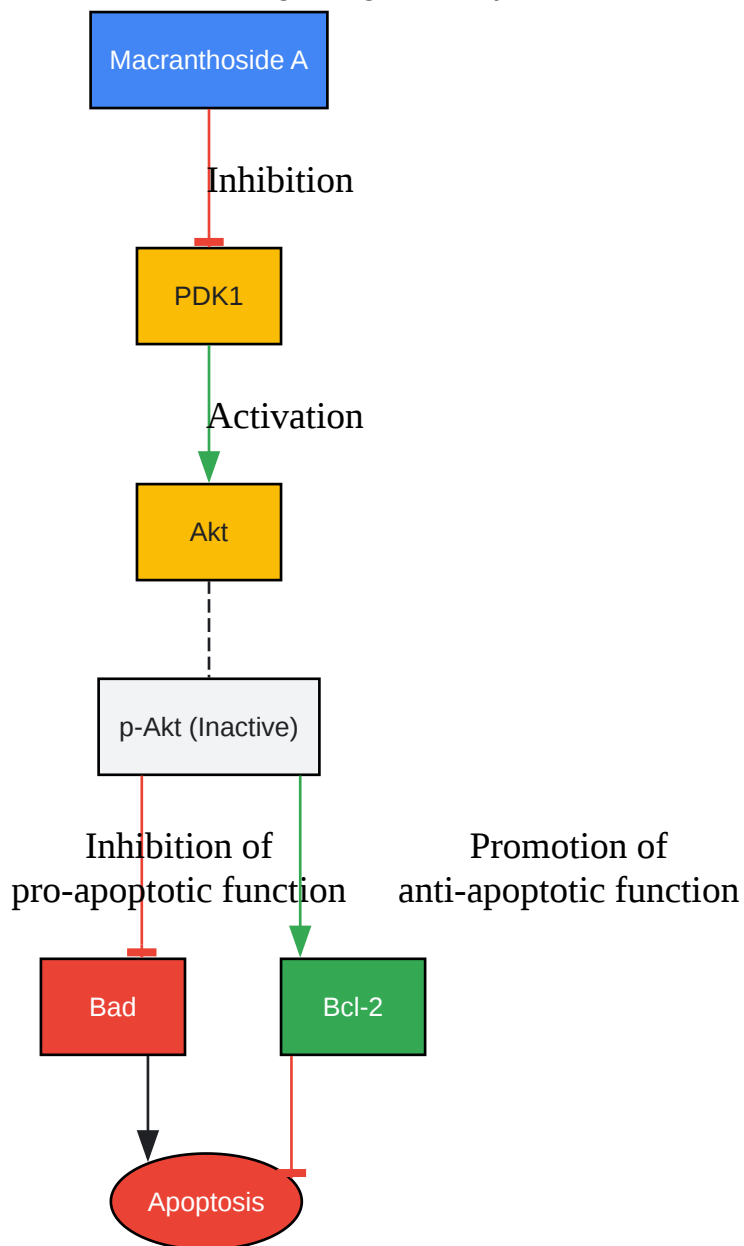 Macranthoside A
Inhibition
PDK1
Activation
Akt
p-Akt (Inactive)
Inhibition of
pro-apoptotic function
Promotion of
anti-apoptotic function
Bad
Bcl-2
Apoptosis